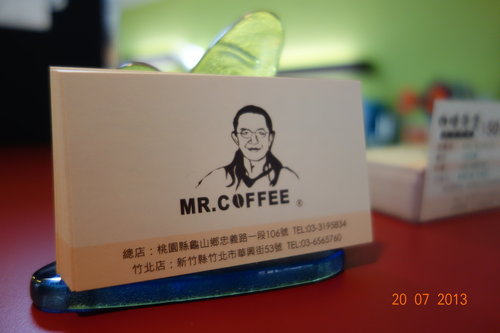 MR.COFFEE ®
總店：桃園縣龜山鄉忠義路一段106號 TEL:03-3195834
竹北店：新竹縣竹北市華興街53號 TEL:03-6565760
20 07 2013